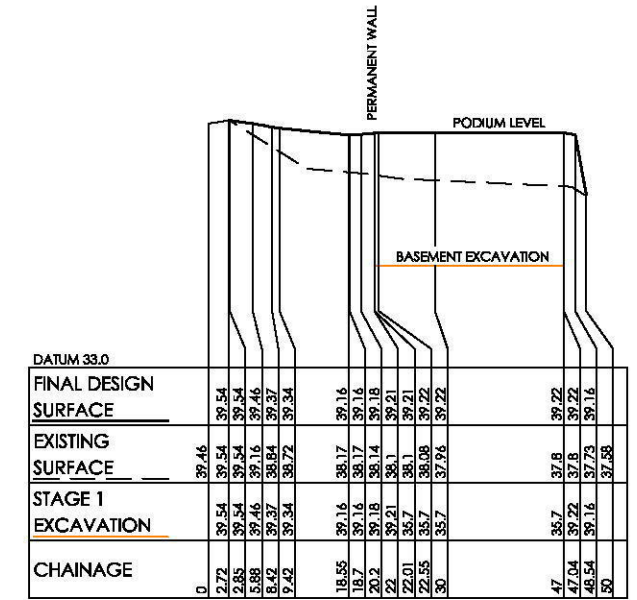 PERMANENT WALL
PODIUM LEVEL
BASEMENT EXCAVATION
DATUM 33.0
FINAL DESIGN
SURFACE
39.54 39.54 39.46 39.37 39.34 39.16 39.16 39.18 39.21 39.21 39.22 39.22 39.22 39.22 39.16
EXISTING
SURFACE
39.46 39.54 39.54 39.16 38.84 38.72 38.17 38.17 38.14 38.1 38.1 38.08 37.96 37.8 37.8 37.73 37.58
STAGE 1
EXCAVATION
39.54 39.54 39.46 39.37 39.34 39.16 39.16 39.18 39.21 35.7 35.7 35.7 35.7 39.22 39.16
CHAINAGE
0 2.72 2.85 5.88 8.42 9.42 18.55 18.7 20.2 22 22.01 22.55 30 47 47.04 48.54 50